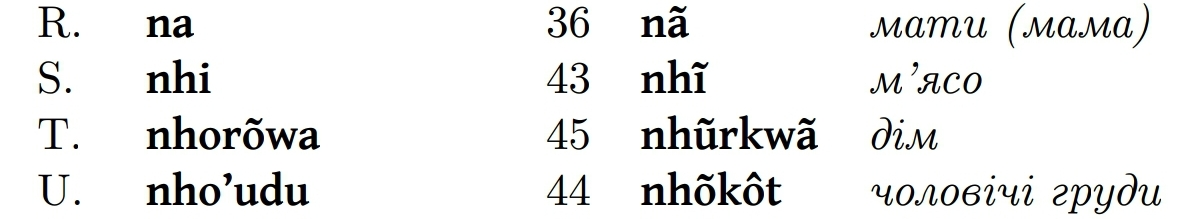 R. na 36 nã мати (мама)
S. nhi 43 nhĩ м’ясо
T. nhorõwa 45 nhũrkwã дім
U. nho’udu 44 nhõkôt чоловічі груди